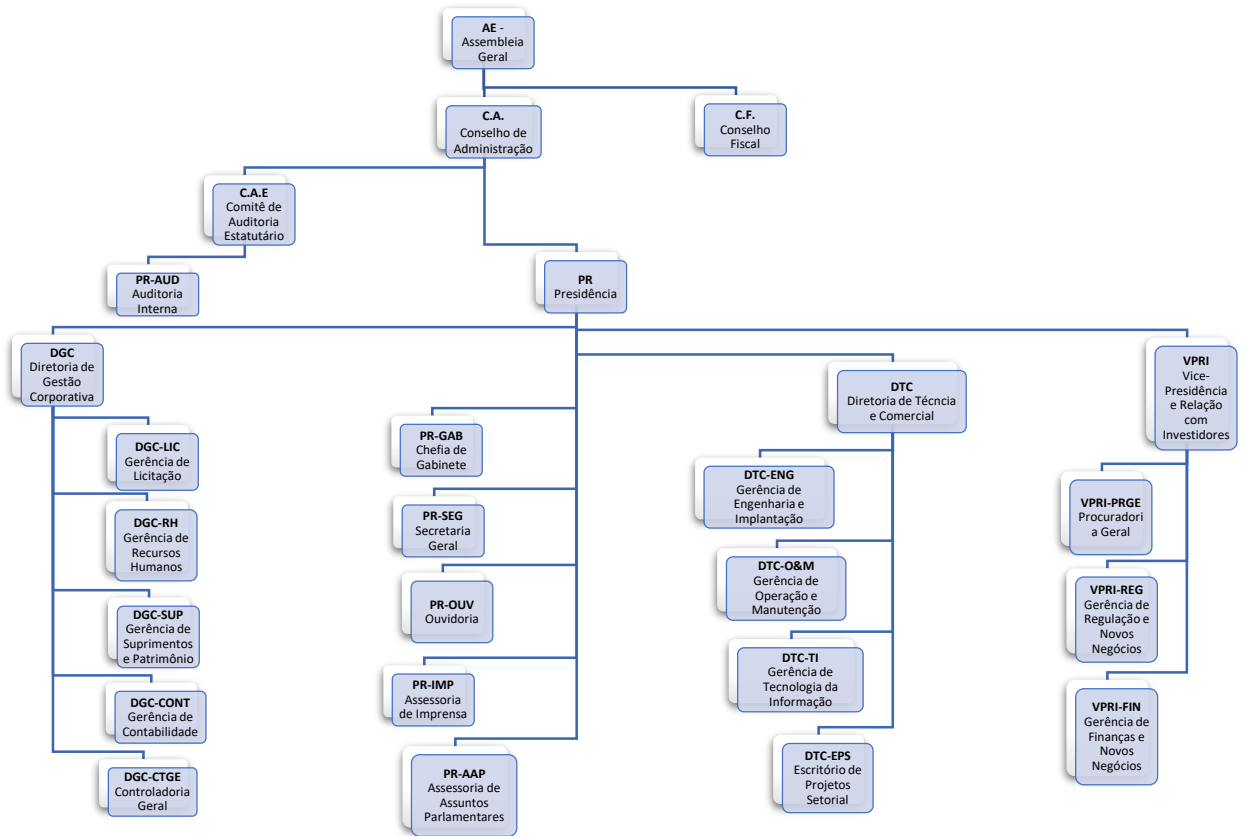 AE -
Assembleia
Geral
C.A.
Conselho de
Administração
C.F.
Conselho
Fiscal
C.A.E
Comitê de
Auditoria
Estatutário
PR-AUD
Auditoria
Interna
PR
Presidência
DGC
Diretoria de
Gestão
Corporativa
DGC-LIC
Gerência de
Licitação
DGC-RH
Gerência de
Recursos
Humanos
DGC-SUP
Gerência de
Suprimentos
e Patrimônio
DGC-CONT
Gerência de
Contabilidade
DGC-CTGE
Controladoria
Geral
PR-GAB
Chefia de
Gabinete
PR-SEG
Secretaria
Geral
PR-OUV
Ouvidoria
PR-IMP
Assessoria
de Imprensa
PR-AAP
Assessoria de
Assuntos
Parlamentares
DTC
Diretoria de Técncia
e Comercial
DTC-ENG
Gerência de
Engenharia e
Implantação
DTC-O&M
Gerência de
Operação e
Manutenção
DTC-TI
Gerência de
Tecnologia da
Informação
DTC-EPS
Escritório de
Projetos
Setorial
VPRI
Vice-
Presidência
e Relação
com
Investidores
VPRI-PRGE
Procuradori
a Geral
VPRI-REG
Gerência de
Regulação e
Novos
Negócios
VPRI-FIN
Gerência de
Finanças e
Novos
Negócios